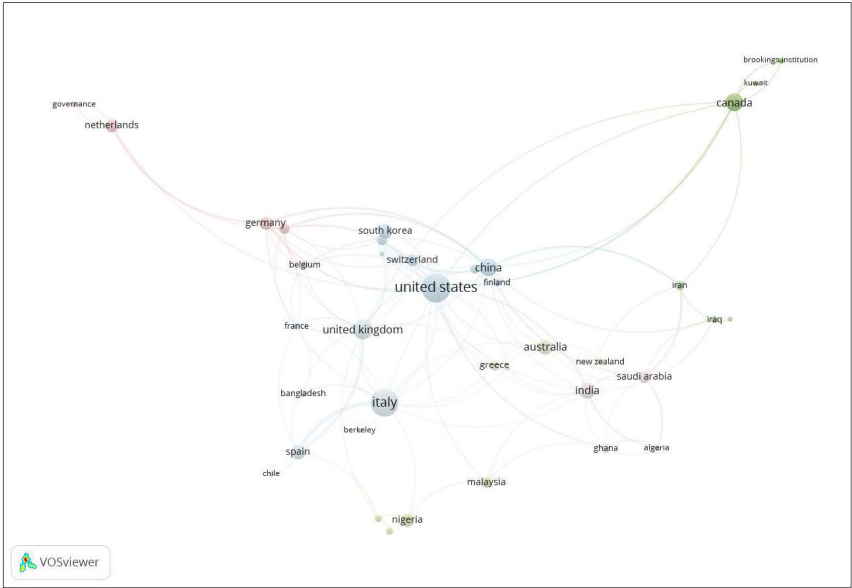 brookings institution
kuwait
canada
governance
netherlands
germany
south korea
belgium
switzerland
china
finland
united states
iran
iraq
france
united kingdom
australia
greece
new zealand
saudi arabia
india
bangladesh
italy
berkeley
spain
ghana
algeria
chile
malaysia
nigeria
VOSviewer